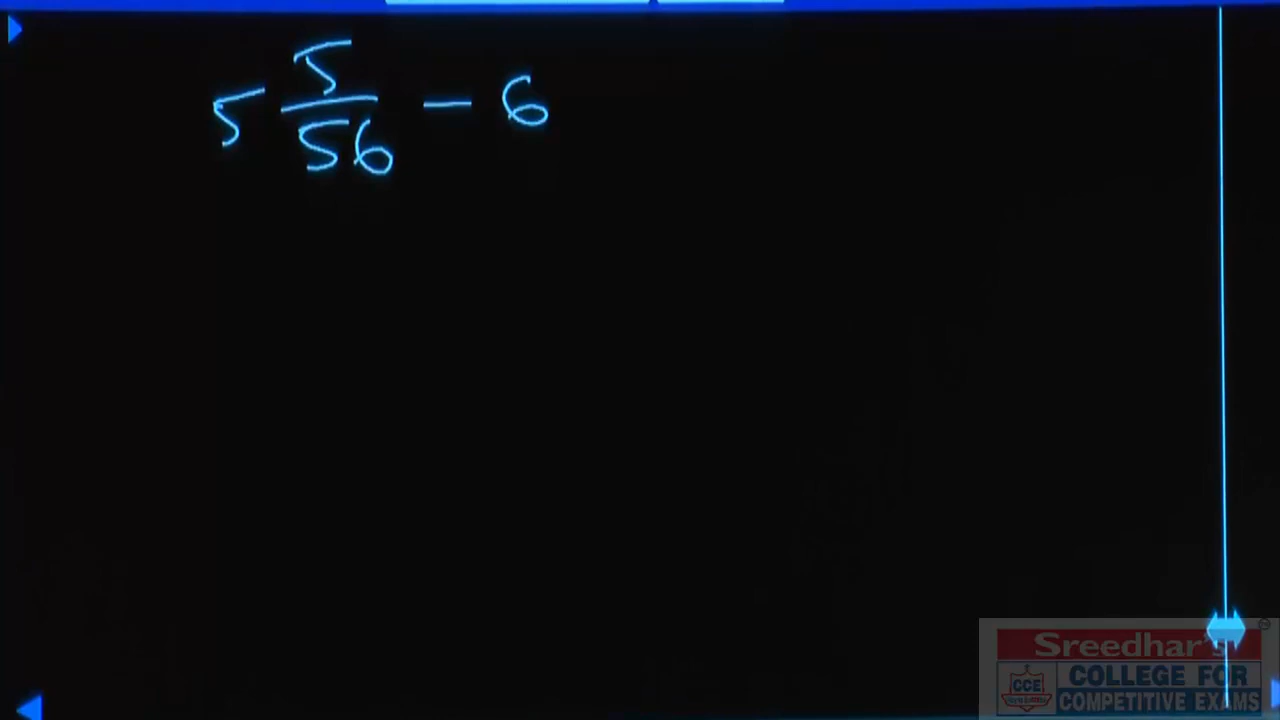 5 5/56 – 6
Sreedhar's
CCE
COLLEGE FOR
COMPETITIVE EXAMS